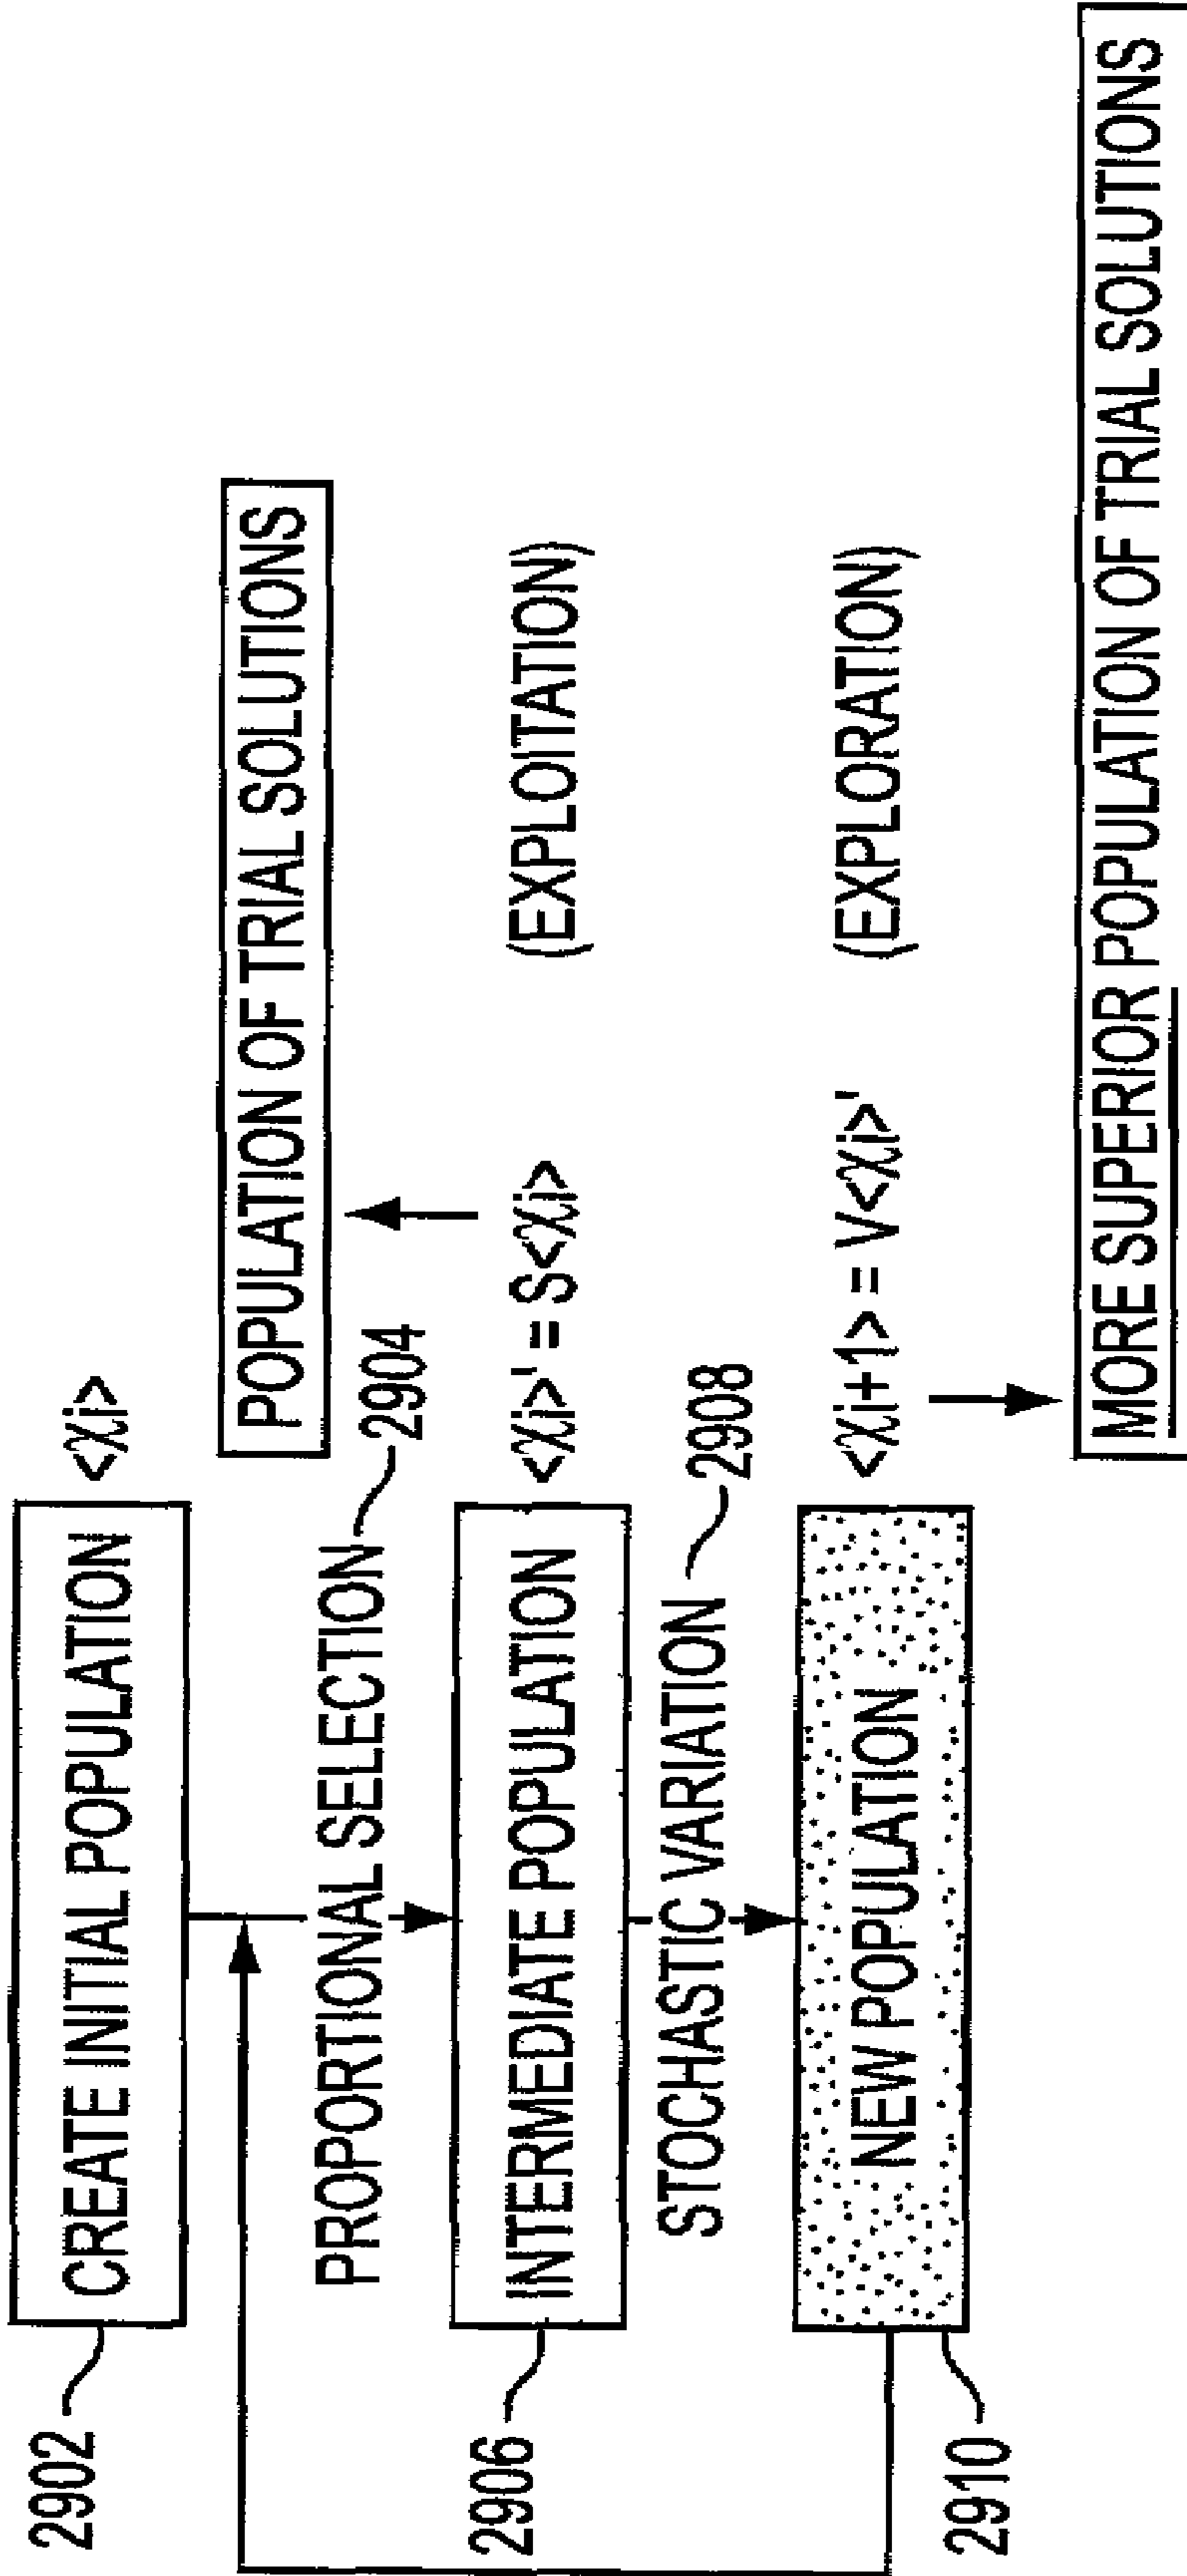 2902
CREATE INITIAL POPULATION
<χi>
POPULATION OF TRIAL SOLUTIONS
PROPORTIONAL SELECTION
2904
2906
INTERMEDIATE POPULATION
<χi>' = S<χi>
(EXPLOITATION)
STOCHASTIC VARIATION
2908
2910
NEW POPULATION
<χi+1> = V<χi>'
(EXPLORATION)
MORE SUPERIOR POPULATION OF TRIAL SOLUTIONS